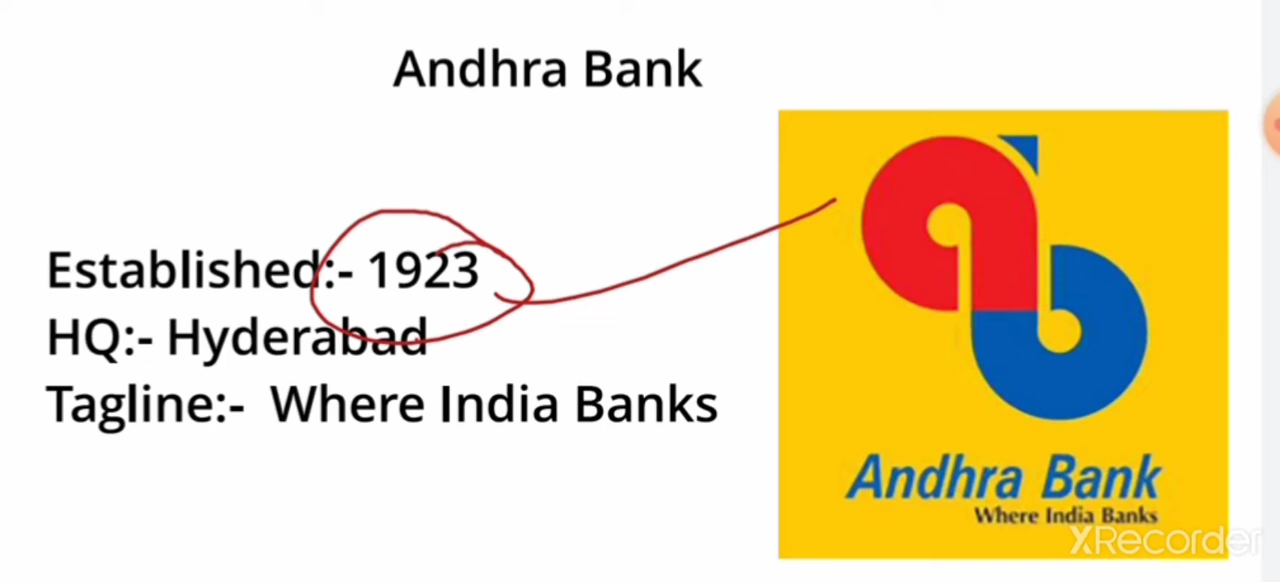 Andhra Bank
Established:- 1923
HQ:- Hyderabad
Tagline:- Where India Banks
Andhra Bank
Where India Banks
XRecorder